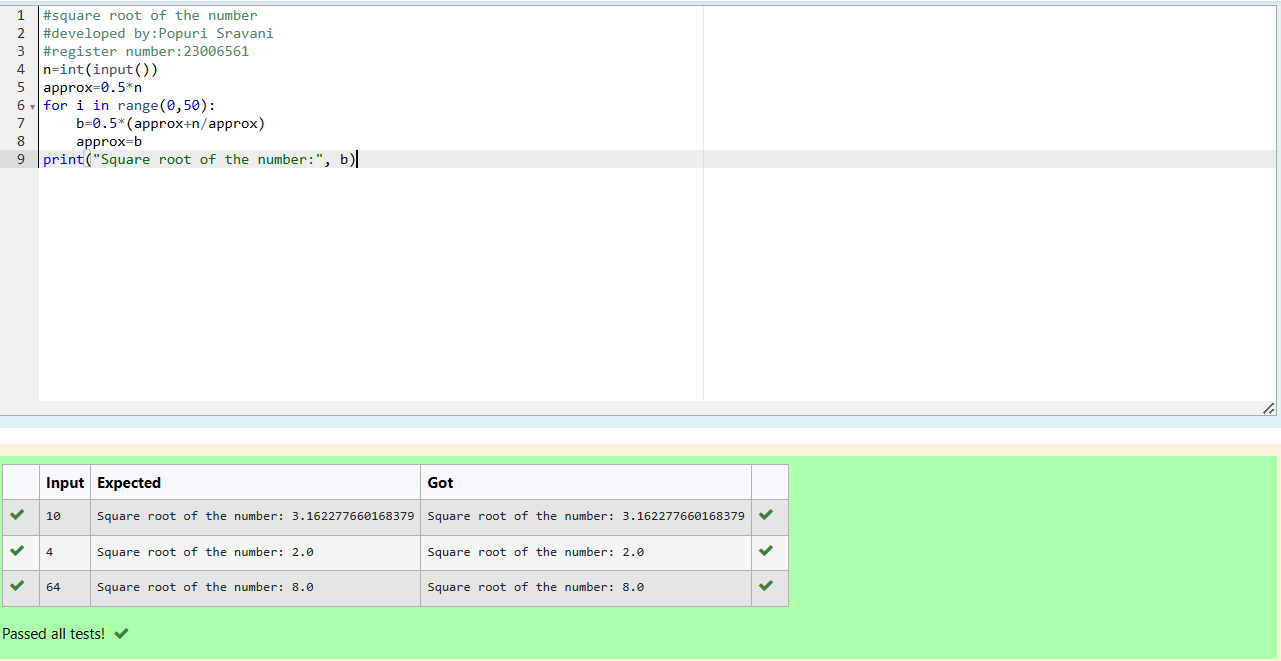 1 #square root of the number
2 #developed by:Popuri Sravani
3 #register number:23006561
4 n=int(input())
5 approx=0.5*n
6 for i in range(0,50):
7     b=0.5*(approx+n/approx)
8     approx=b
9 print("Square root of the number:", b)
Input Expected Got
10 Square root of the number: 3.162277660168379 Square root of the number: 3.162277660168379
4 Square root of the number: 2.0 Square root of the number: 2.0
64 Square root of the number: 8.0 Square root of the number: 8.0
Passed all tests!